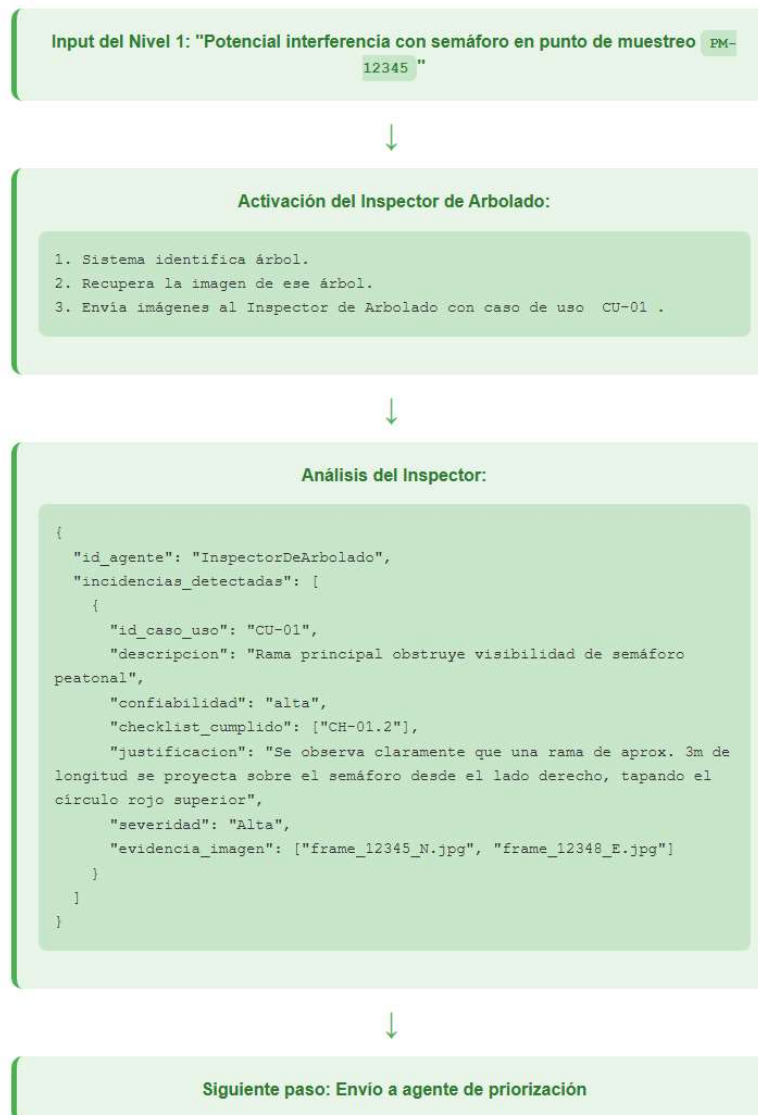 Input del Nivel 1: "Potencial interferencia con semáforo en punto de muestreo PM-
12345 "
↓
Activación del Inspector de Arbolado:
1. Sistema identifica árbol.
2. Recupera la imagen de ese árbol.
3. Envía imágenes al Inspector de Arbolado con caso de uso  CU-01 .
↓
Análisis del Inspector:
{
  "id_agente": "InspectorDeArbolado",
  "incidencias_detectadas": [
    {
      "id_caso_uso": "CU-01",
      "descripcion": "Rama principal obstruye visibilidad de semáforo
peatonal",
      "confiabilidad": "alta",
      "checklist_cumplido": ["CH-01.2"],
      "justificacion": "Se observa claramente que una rama de aprox. 3m de
longitud se proyecta sobre el semáforo desde el lado derecho, tapando el
círculo rojo superior",
      "severidad": "Alta",
      "evidencia_imagen": ["frame_12345_N.jpg", "frame_12348_E.jpg"]
    }
  ]
}
↓
Siguiente paso: Envío a agente de priorización